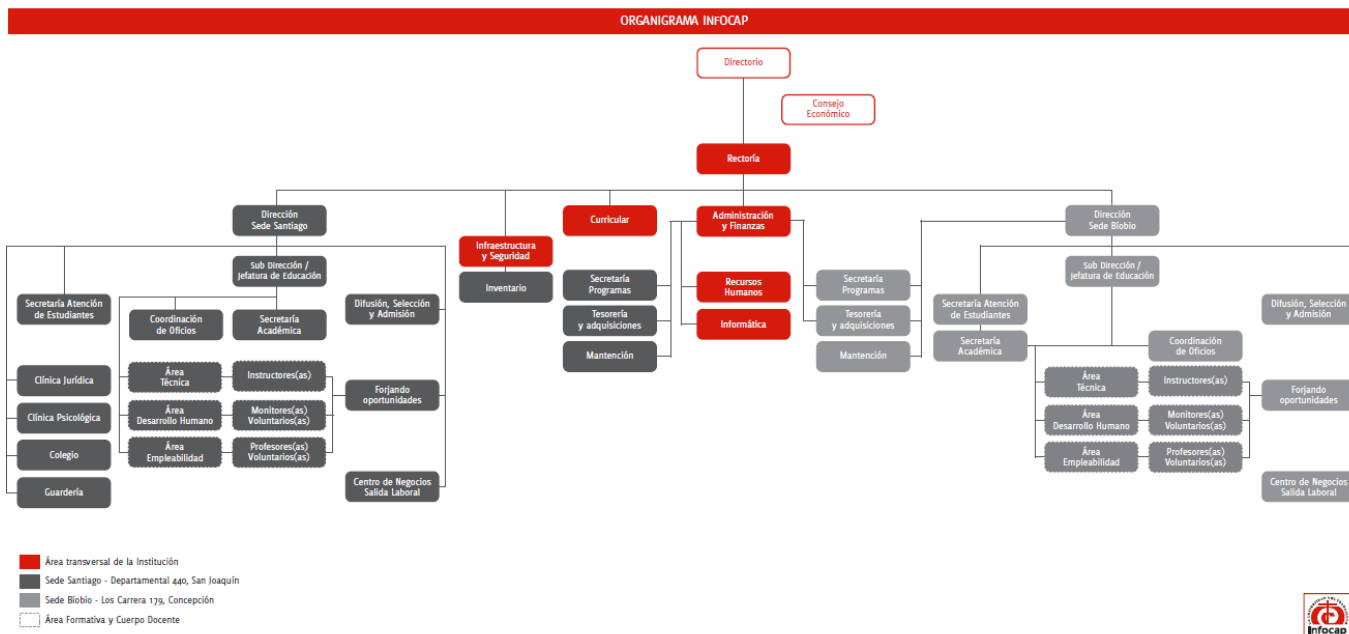 ORGANIGRAMA INFOCAP
Directorio
Consejo
Económico
Rectoría
Dirección
Sede Santiago
Curricular
Administración
y Finanzas
Dirección
Sede Bíobio
Infraestructura
y Seguridad
Inventario
Sub Dirección /
Jefatura de Educación
Secretaría Atención
de Estudiantes
Coordinación
de Oficios
Secretaría
Académica
Difusión, Selección
y Admisión
Secretaría
Programas
Tesorería
y adquisiciones
Mantención
Recursos
Humanos
Informática
Secretaría
Programas
Tesorería
y adquisiciones
Mantención
Sub Dirección /
Jefatura de Educación
Secretaría Atención
de Estudiantes
Secretaría
Académica
Coordinación
de Oficios
Difusión, Selección
y Admisión
Clínica Jurídica
Clínica Psicológica
Colegio
Guardería
Área
Técnica
Instructores(as)
Área
Desarrollo Humano
Monitores(as)
Voluntarios(as)
Área
Empleabilidad
Profesores(as)
Voluntarios(as)
Forjando
oportunidades
Centro de Negocios
Salida Laboral
Área
Técnica
Instructores(as)
Área
Desarrollo Humano
Monitores(as)
Voluntarios(as)
Área
Empleabilidad
Profesores(as)
Voluntarios(as)
Forjando
oportunidades
Centro de Negocios
Salida Laboral
Área transversal de la Institución
Sede Santiago - Departamental 440, San Joaquín
Sede Bíobio - Los Carrera 179, Concepción
Área Formativa y Cuerpo Docente
Infocap